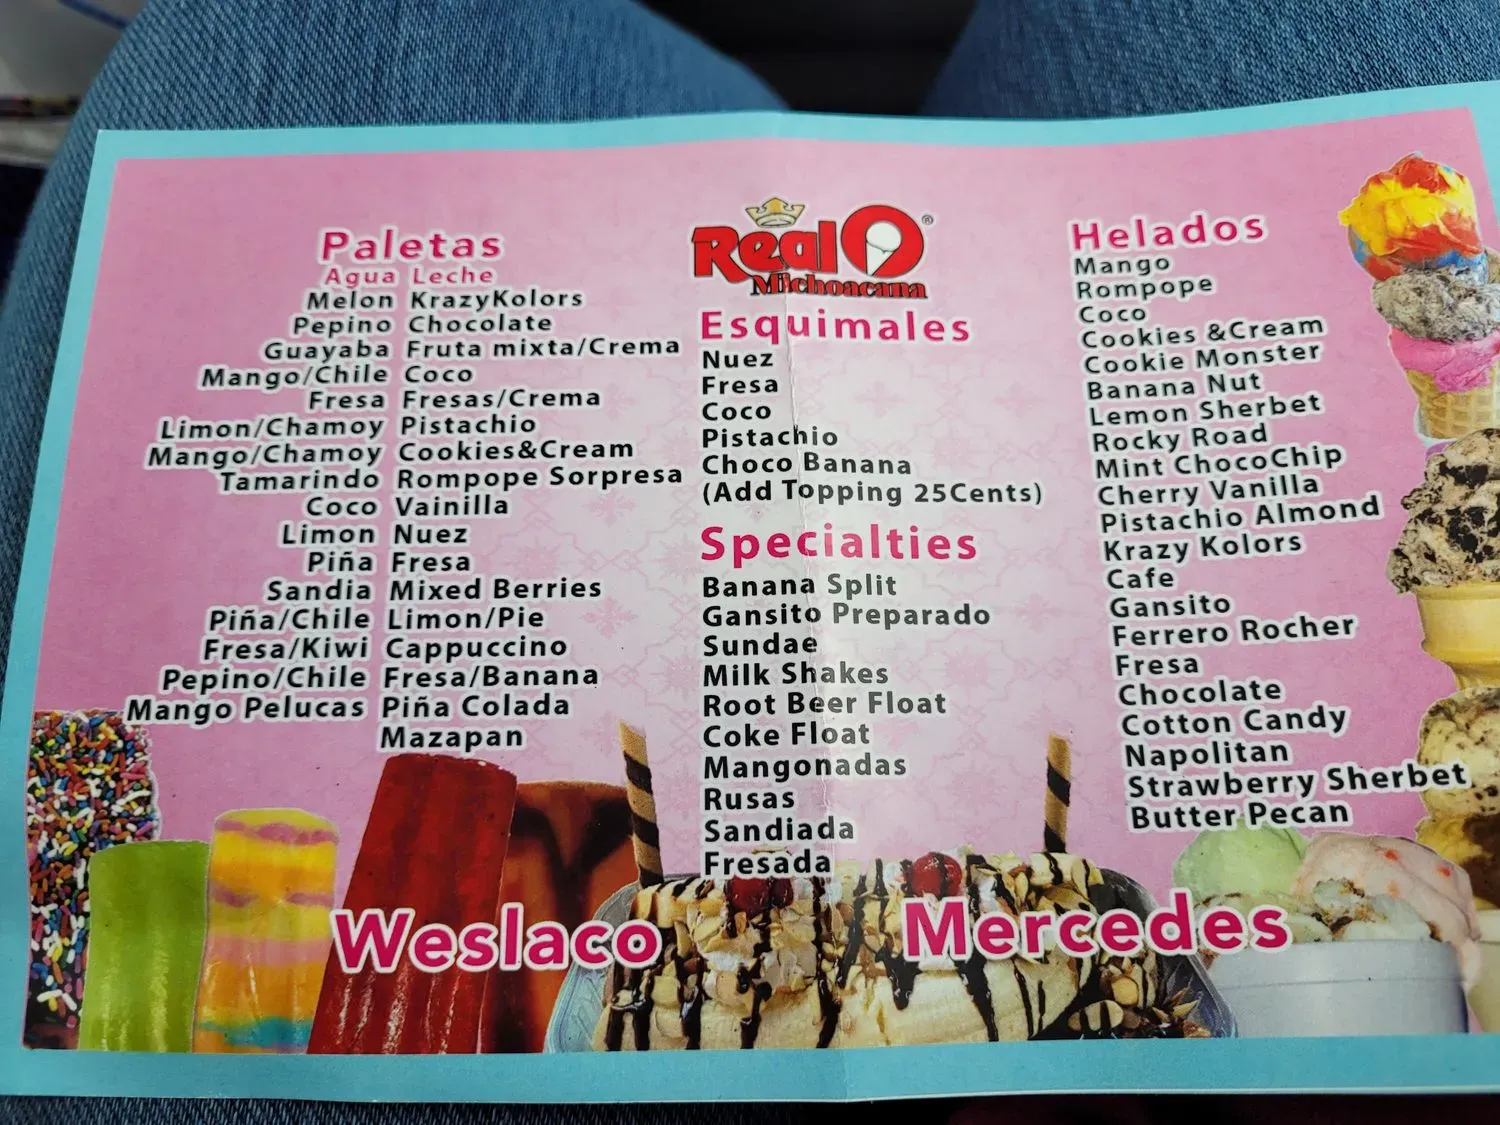 Paletas
Agua Leche
Melon KrazyKolors
Pepino Chocolate
Guayaba Fruta mixta/Crema
Mango/Chile Coco
Fresa Fresas/Crema
Limon/Chamoy Pistachio
Mango/Chamoy Cookies&Cream
Tamarindo Rompope Sorpresa
Coco Vainilla
Limon Nuez
Piña Fresa
Sandia Mixed Berries
Piña/Chile Limon/Pie
Fresa/Kiwi Cappuccino
Pepino/Chile Fresa/Banana
Mango Pelucas Piña Colada
Mazapan
Real 9®
Michoacana
Esquimales
Nuez
Fresa
Coco
Pistachio
Choco Banana
(Add Topping 25Cents)
Specialties
Banana Split
Gansito Preparado
Sundae
Milk Shakes
Root Beer Float
Coke Float
Mangonadas
Rusas
Sandiada
Fresada
Helados
Mango
Rompope
Coco
Cookies &Cream
Cookie Monster
Banana Nut
Lemon Sherbet
Rocky Road
Mint ChocoChip
Cherry Vanilla
Pistachio Almond
Krazy Kolors
Cafe
Gansito
Ferrero Rocher
Fresa
Chocolate
Cotton Candy
Napolitan
Strawberry Sherbet
Butter Pecan
Weslaco
Mercedes